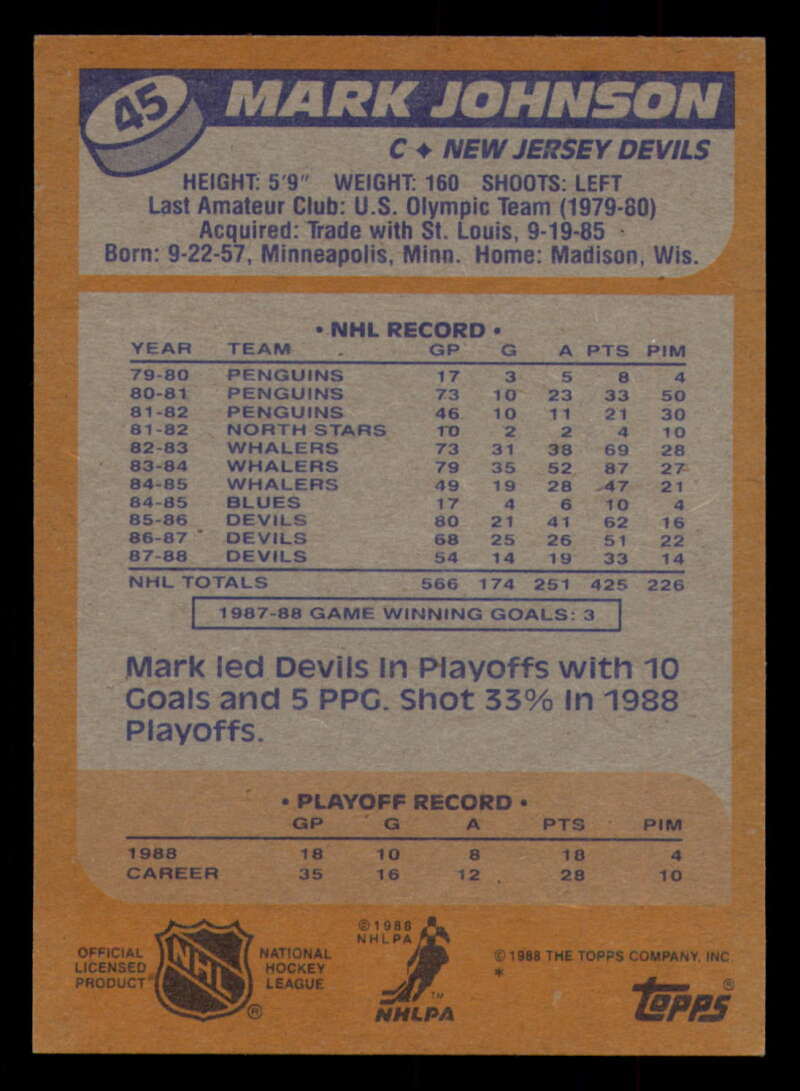 45
MARK JOHNSON
C ♦ NEW JERSEY DEVILS
HEIGHT: 5'9" WEIGHT: 160 SHOOTS: LEFT
Last Amateur Club: U.S. Olympic Team (1979-80)
Acquired: Trade with St. Louis, 9-19-85
Born: 9-22-57, Minneapolis, Minn. Home: Madison, Wis.
• NHL RECORD •
YEAR TEAM GP G A PTS PIM
79-80 PENGUINS 17 3 5 8 4
80-81 PENGUINS 73 10 23 33 50
81-82 PENGUINS 46 10 11 21 30
81-82 NORTH STARS 10 2 2 4 10
82-83 WHALERS 73 31 38 69 28
83-84 WHALERS 79 35 52 87 27
84-85 WHALERS 49 19 28 47 21
84-85 BLUES 17 4 6 10 4
85-86 DEVILS 80 21 41 62 16
86-87 DEVILS 68 25 26 51 22
87-88 DEVILS 54 14 19 33 14
NHL TOTALS 566 174 251 425 226
1987-88 GAME WINNING GOALS: 3
Mark led Devils In Playoffs with 10
Goals and 5 PPG. Shot 33% In 1988
Playoffs.
• PLAYOFF RECORD •
GP G A PTS PIM
1988 18 10 8 18 4
CAREER 35 16 12 28 10
OFFICIAL
LICENSED
PRODUCT
NHL
®
NATIONAL
HOCKEY
LEAGUE
© 1988
NHLPA
TM
NHLPA
© 1988 THE TOPPS COMPANY, INC.
*
topps®